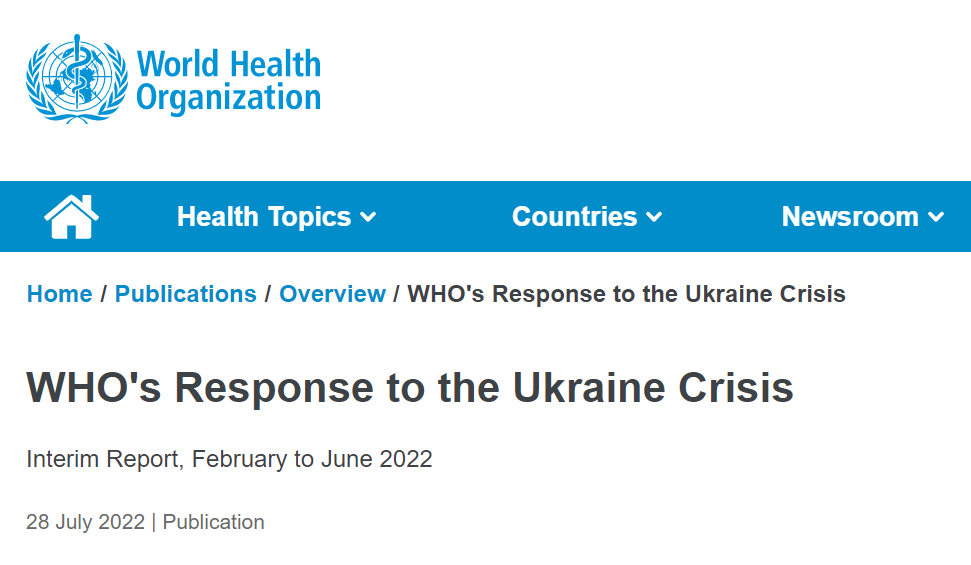 World Health
Organization
Health Topics
Countries
Newsroom
Home / Publications / Overview / WHO's Response to the Ukraine Crisis
WHO's Response to the Ukraine Crisis
Interim Report, February to June 2022
28 July 2022 | Publication